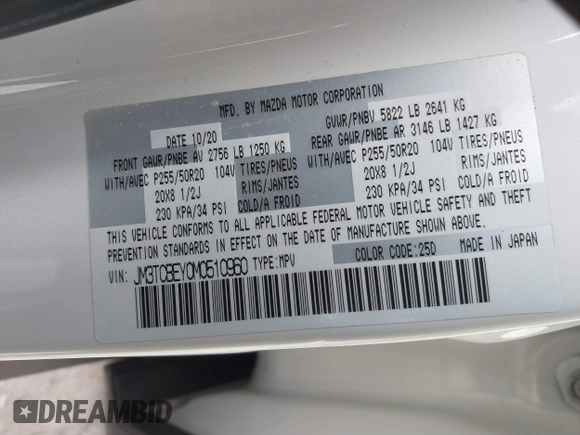 MFD. BY MAZDA MOTOR CORPORATION
DATE 10/20 GVWR/PNBV 5822 LB 2641 KG
FRONT GAWR/PNBE AV 2756 LB 1250 KG REAR GAWR/PNBE AR 3146 LB 1427 KG
WITH/AVEC P255/50R20 104V TIRES/PNEUS WITH/AVEC P255/50R20 104V TIRES/PNEUS
20X8 1/2J RIMS/JANTES 20X8 1/2J RIMS/JANTES
230 KPA/34 PSI COLD/A FROID 230 KPA/34 PSI COLD/A FROID
THIS VEHICLE CONFORMS TO ALL APPLICABLE FEDERAL MOTOR VEHICLE SAFETY AND THEFT
PREVENTION STANDARDS IN EFFECT ON THE DATE OF MANUFACTURE SHOWN ABOVE.
VIN: JM3TCBEY0M0510960 TYPE:MPV COLOR CODE:25D MADE IN JAPAN
DREAMBID